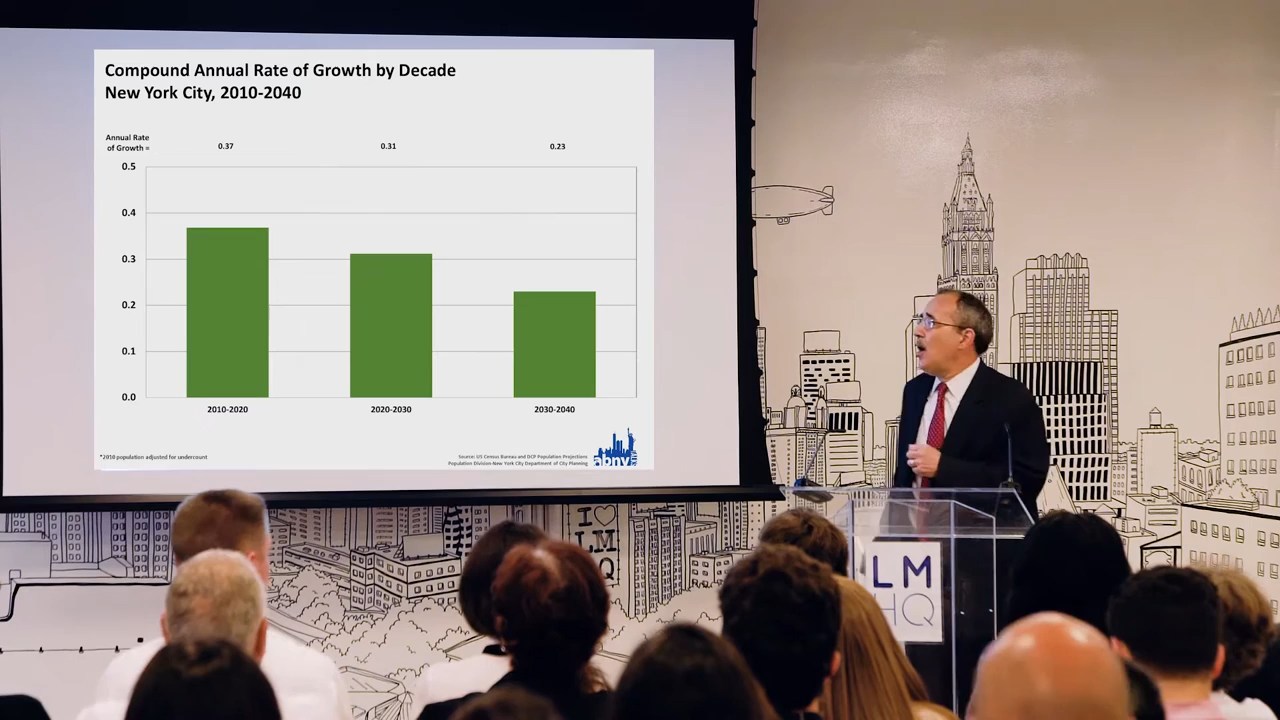 Compound Annual Rate of Growth by Decade
New York City, 2010-2040
Annual Rate
of Growth =
0.37 0.31 0.23
0.5
0.4
0.3
0.2
0.1
0.0
2010-2020 2020-2030 2030-2040
*2010 population adjusted for undercount
Source: US Census Bureau and DCP Population Projections
Population Division-New York City Department of City Planning
apny
I ♡
LM
Q
LM
HQ